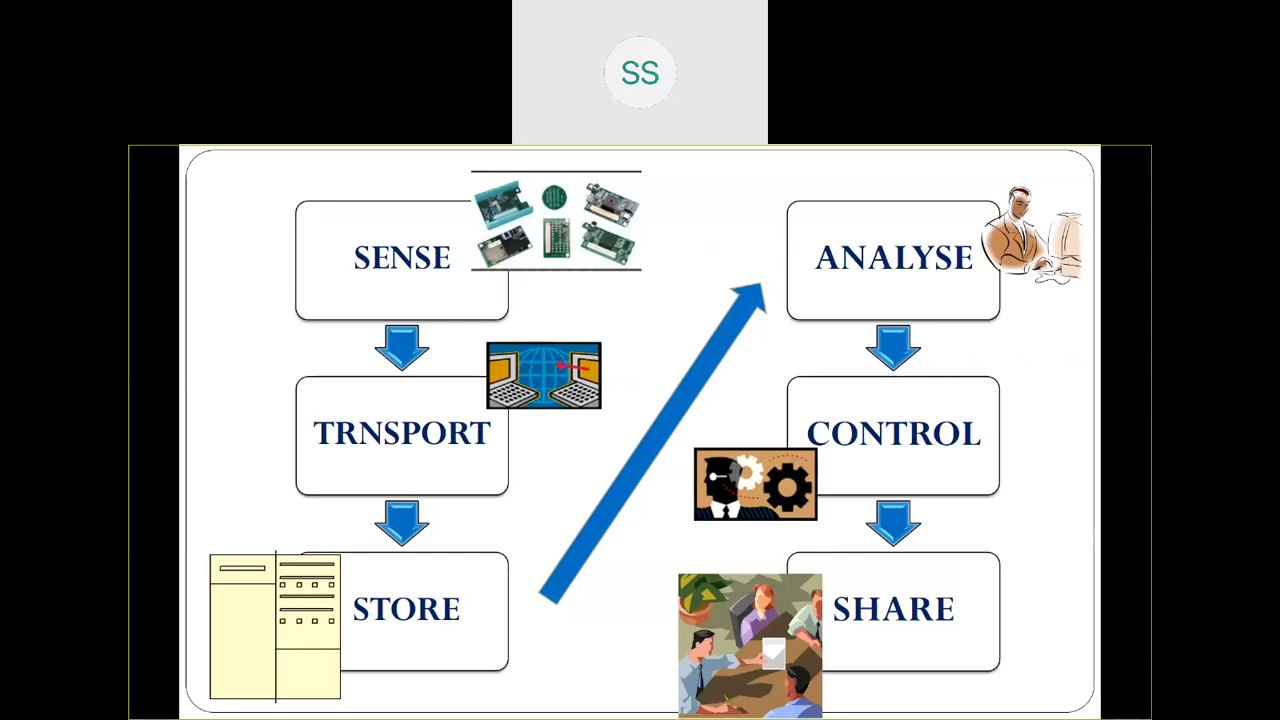 SS
SENSE
TRNSPORT
STORE
ANALYSE
CONTROL
SHARE